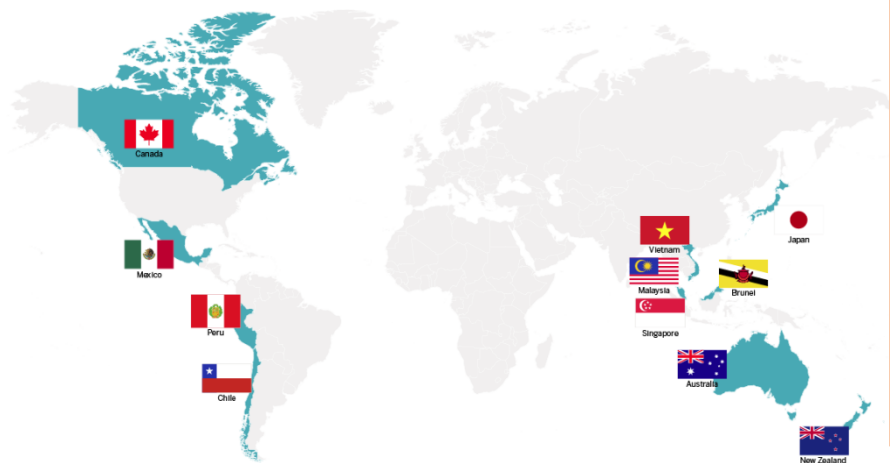 Canada
Mexico
Peru
Chile
Vietnam
Malaysia
Singapore
Brunei
Japan
Australia
New Zealand